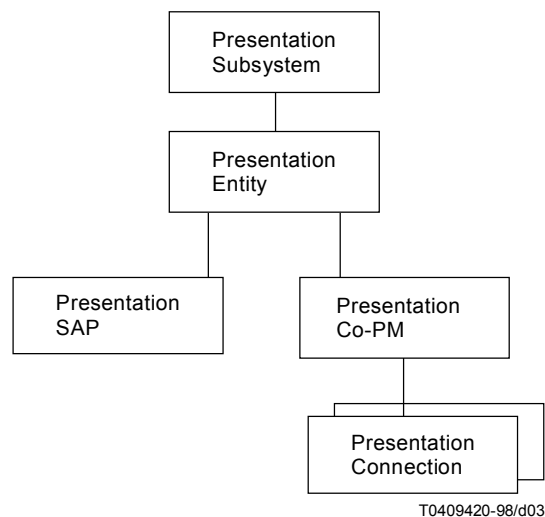 Presentation
Subsystem
Presentation
Entity
Presentation
SAP
Presentation
Co-PM
Presentation
Connection
T0409420-98/d03